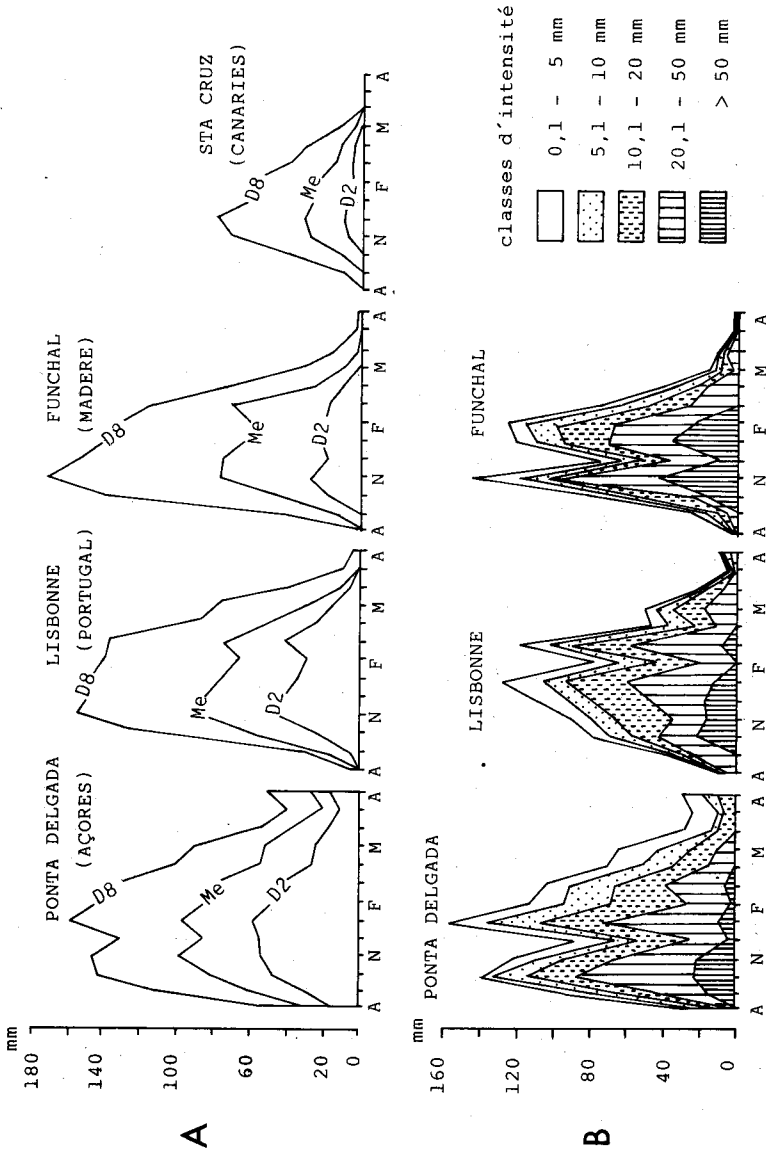 A
mm
180
140
100
60
20
0
PONTA DELGADA
(AÇORES)
D8
Me
D2
A N F M A
LISBONNE
(PORTUGAL)
D8
Me
D2
A N F M A
FUNCHAL
(MADERE)
D8
Me
D2
A N F M A
STA CRUZ
(CANARIES)
D8
Me
D2
A N F M A
B
160
120
80
40
0
PONTA DELGADA
A N F M A
LISBONNE
A N F M A
FUNCHAL
A N F M A
classes d'intensité
0,1 - 5 mm
5,1 - 10 mm
10,1 - 20 mm
20,1 - 50 mm
> 50 mm